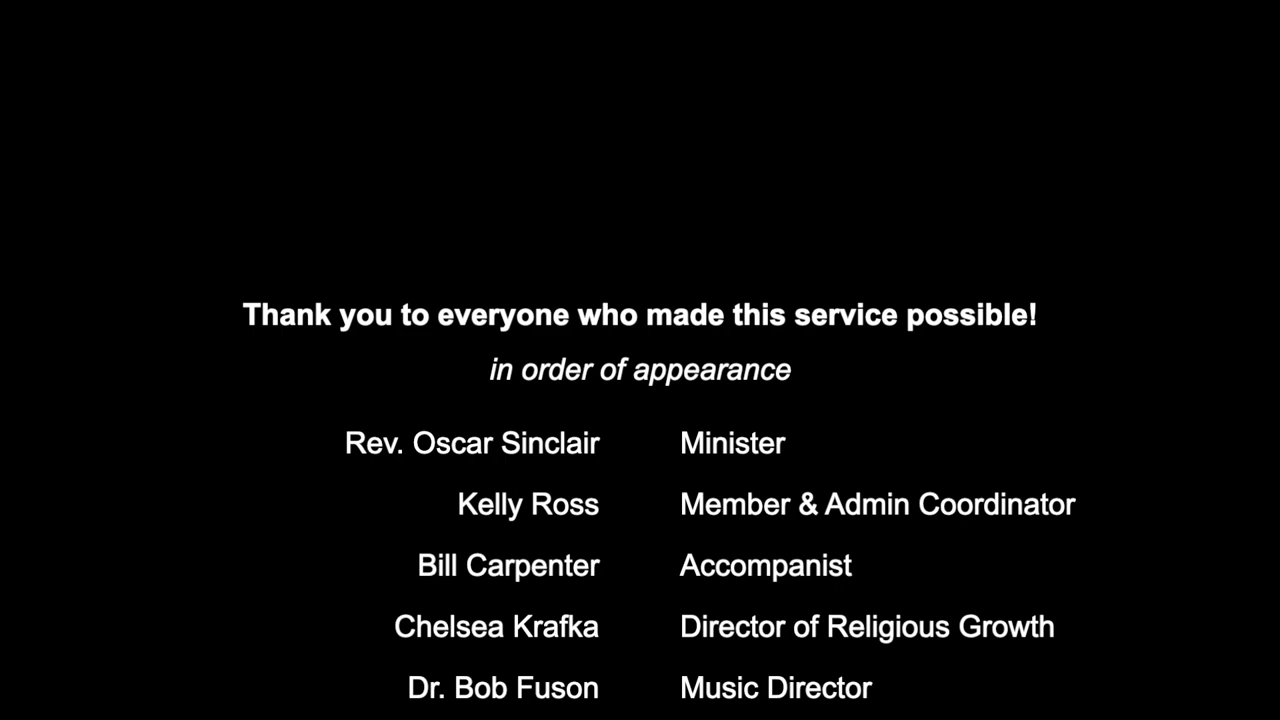 Thank you to everyone who made this service possible!
in order of appearance
Rev. Oscar Sinclair Minister
Kelly Ross Member & Admin Coordinator
Bill Carpenter Accompanist
Chelsea Krafka Director of Religious Growth
Dr. Bob Fuson Music Director